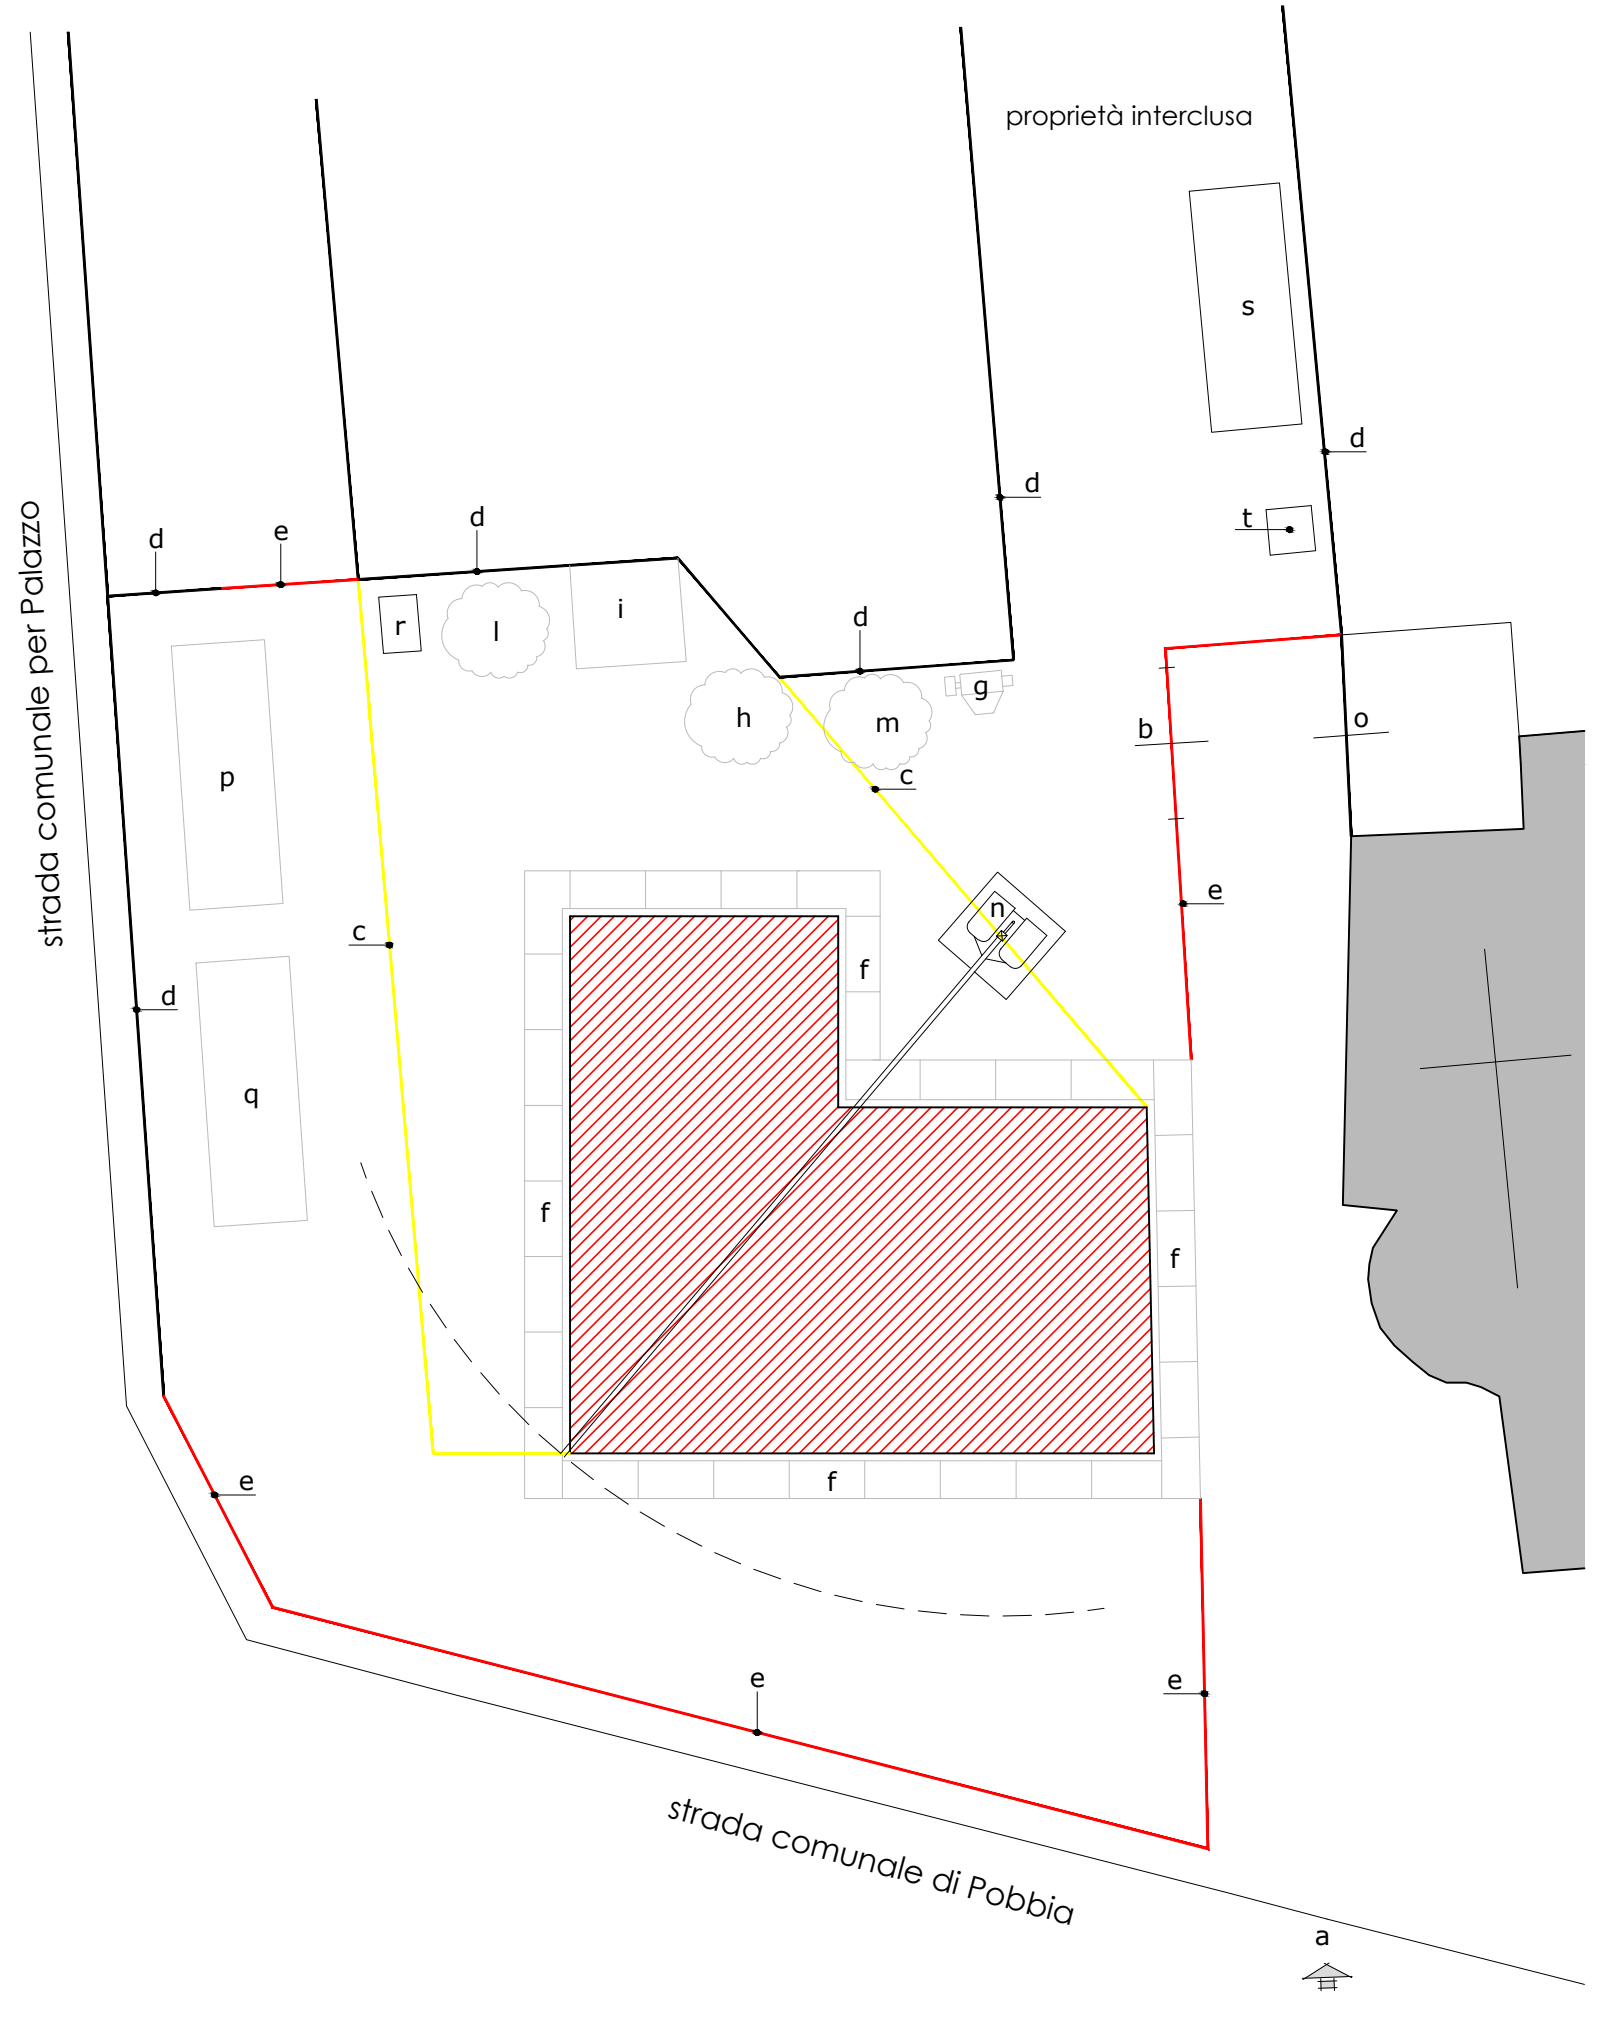 proprietà interclusa
s
d
t
d
d
d
e
d
strada comunale per Palazzo
r
l
i
d
g
h
m
b
o
p
c
e
n
c
f
d
q
f
f
e
f
e
e
strada comunale di Pobbia
a